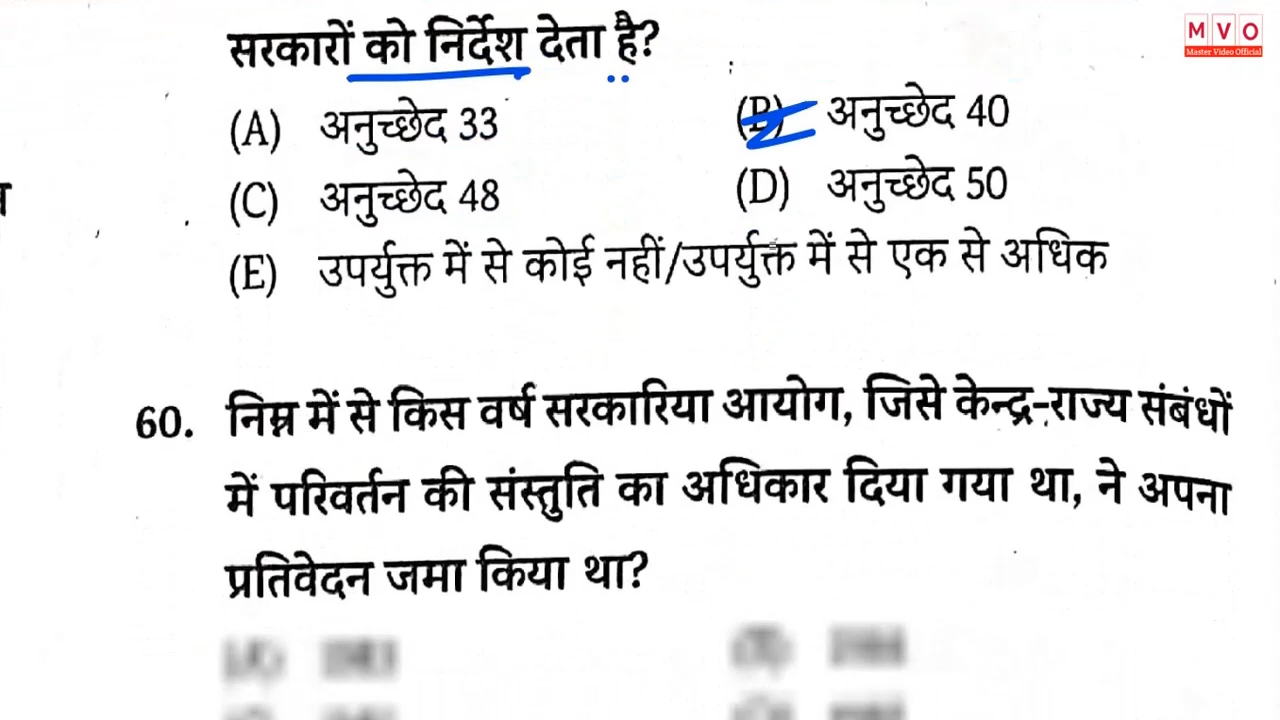 M V O
Master Video Official
सरकारों को निर्देश देता है?
(A) अनुच्छेद 33 (B) अनुच्छेद 40
(C) अनुच्छेद 48 (D) अनुच्छेद 50
(E) उपर्युक्त में से कोई नहीं/उपर्युक्त में से एक से अधिक
60. निम्न में से किस वर्ष सरकारिया आयोग, जिसे केन्द्र-राज्य संबंधों
में परिवर्तन की संस्तुति का अधिकार दिया गया था, ने अपना
प्रतिवेदन जमा किया था?